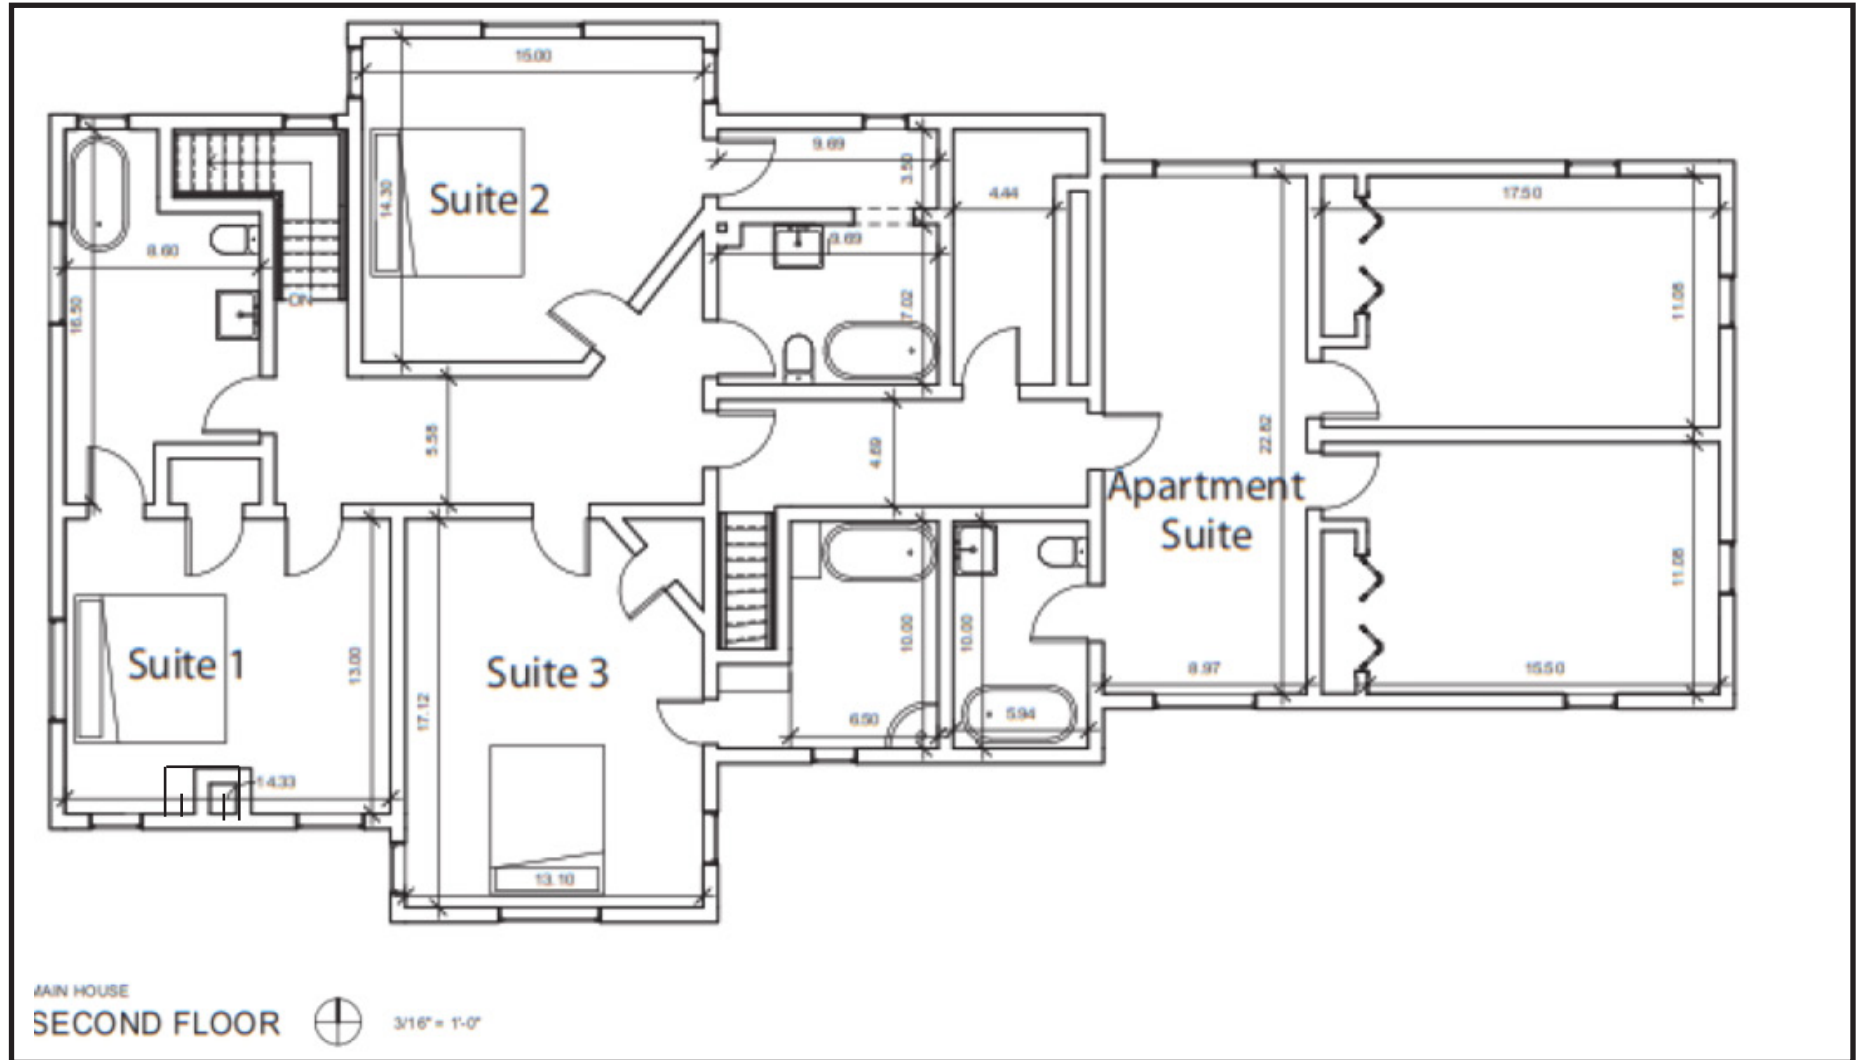 15.00
9.69
3.50
14.30
Suite 2
4.44
17.50
8.60
9.69
16.50
DN
7.02
11.08
5.58
4.69
22.82
Apartment
Suite
11.08
10.00
10.00
Suite 1
13.00
Suite 3
17.12
8.97
15.50
6.50
5.94
14.33
13.10
MAIN HOUSE
SECOND FLOOR
3/16" = 1'-0"